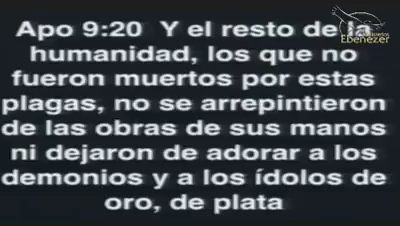 Apo 9:20 Y el resto de la
Ebenezer
humanidad, los que no
fueron muertos por estas
plagas, no se arrepintieron
de las obras de sus manos
ni dejaron de adorar a los
demonios y a los ídolos de
oro, de plata